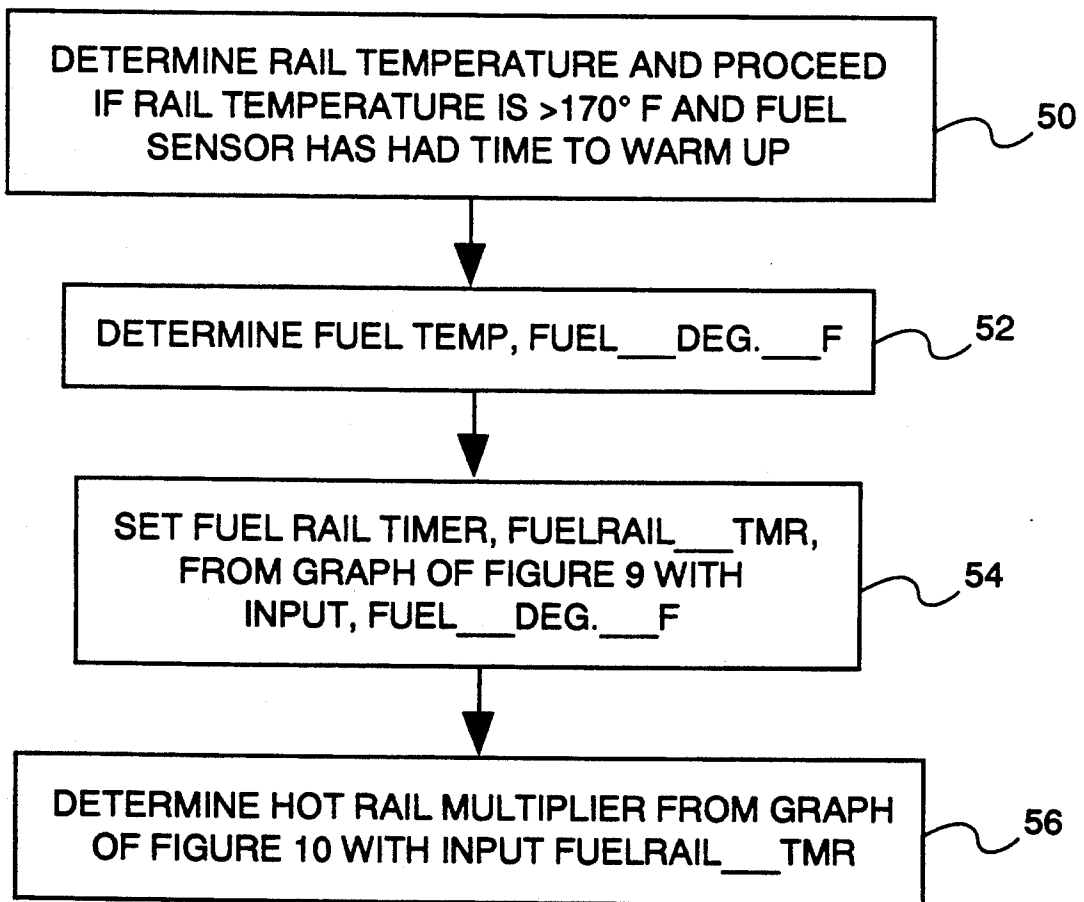 DETERMINE RAIL TEMPERATURE AND PROCEED
IF RAIL TEMPERATURE IS >170° F AND FUEL
SENSOR HAS HAD TIME TO WARM UP
50
DETERMINE FUEL TEMP, FUEL___DEG.___F
52
SET FUEL RAIL TIMER, FUELRAIL___TMR,
FROM GRAPH OF FIGURE 9 WITH
INPUT, FUEL___DEG.___F
54
DETERMINE HOT RAIL MULTIPLIER FROM GRAPH
OF FIGURE 10 WITH INPUT FUELRAIL___TMR
56